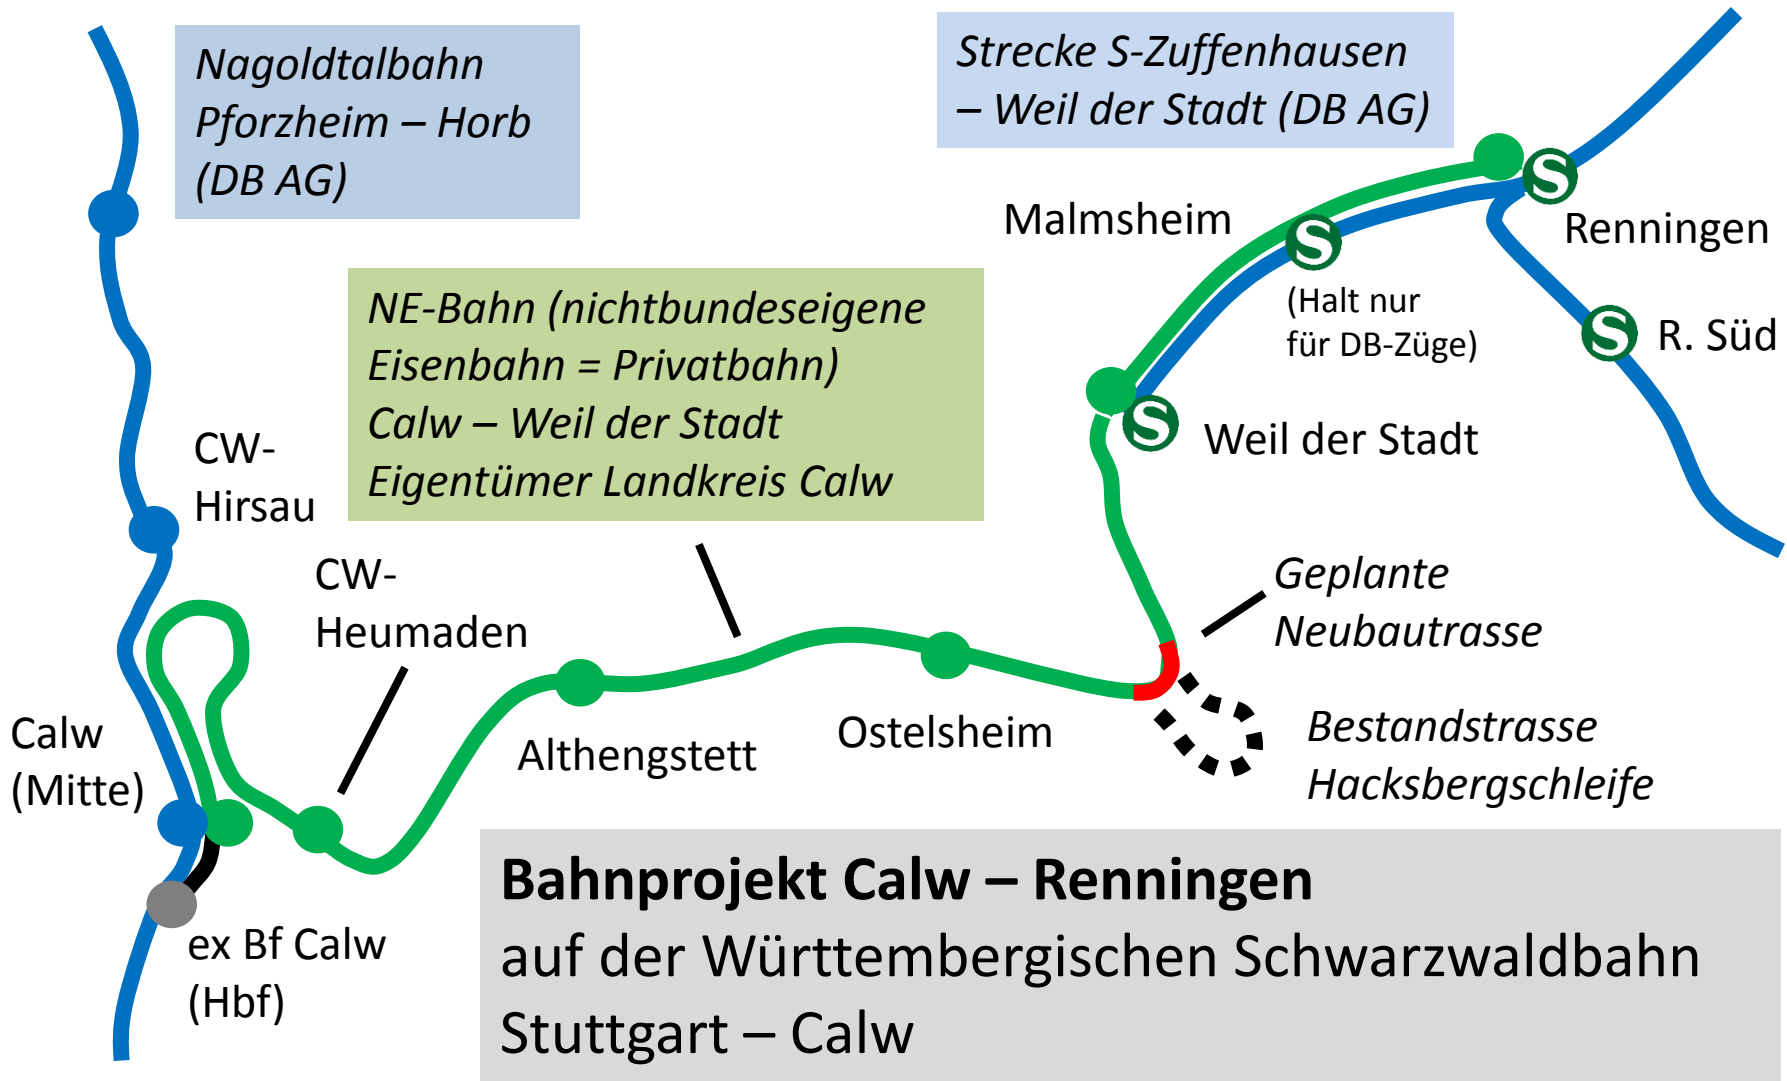 Nagoldtalbahn
Pforzheim – Horb
(DB AG)
Strecke S-Zuffenhausen
– Weil der Stadt (DB AG)
Malmsheim
S
Renningen
S
(Halt nur
für DB-Züge)
S
R. Süd
NE-Bahn (nichtbundeseigene
Eisenbahn = Privatbahn)
Calw – Weil der Stadt
Eigentümer Landkreis Calw
S
Weil der Stadt
CW-
Hirsau
CW-
Heumaden
Geplante
Neubautrasse
Calw
(Mitte)
Althengstett
Ostelsheim
Bestandstrasse
Hacksbergschleife
ex Bf Calw
(Hbf)
Bahnprojekt Calw – Renningen
auf der Württembergischen Schwarzwaldbahn
Stuttgart – Calw